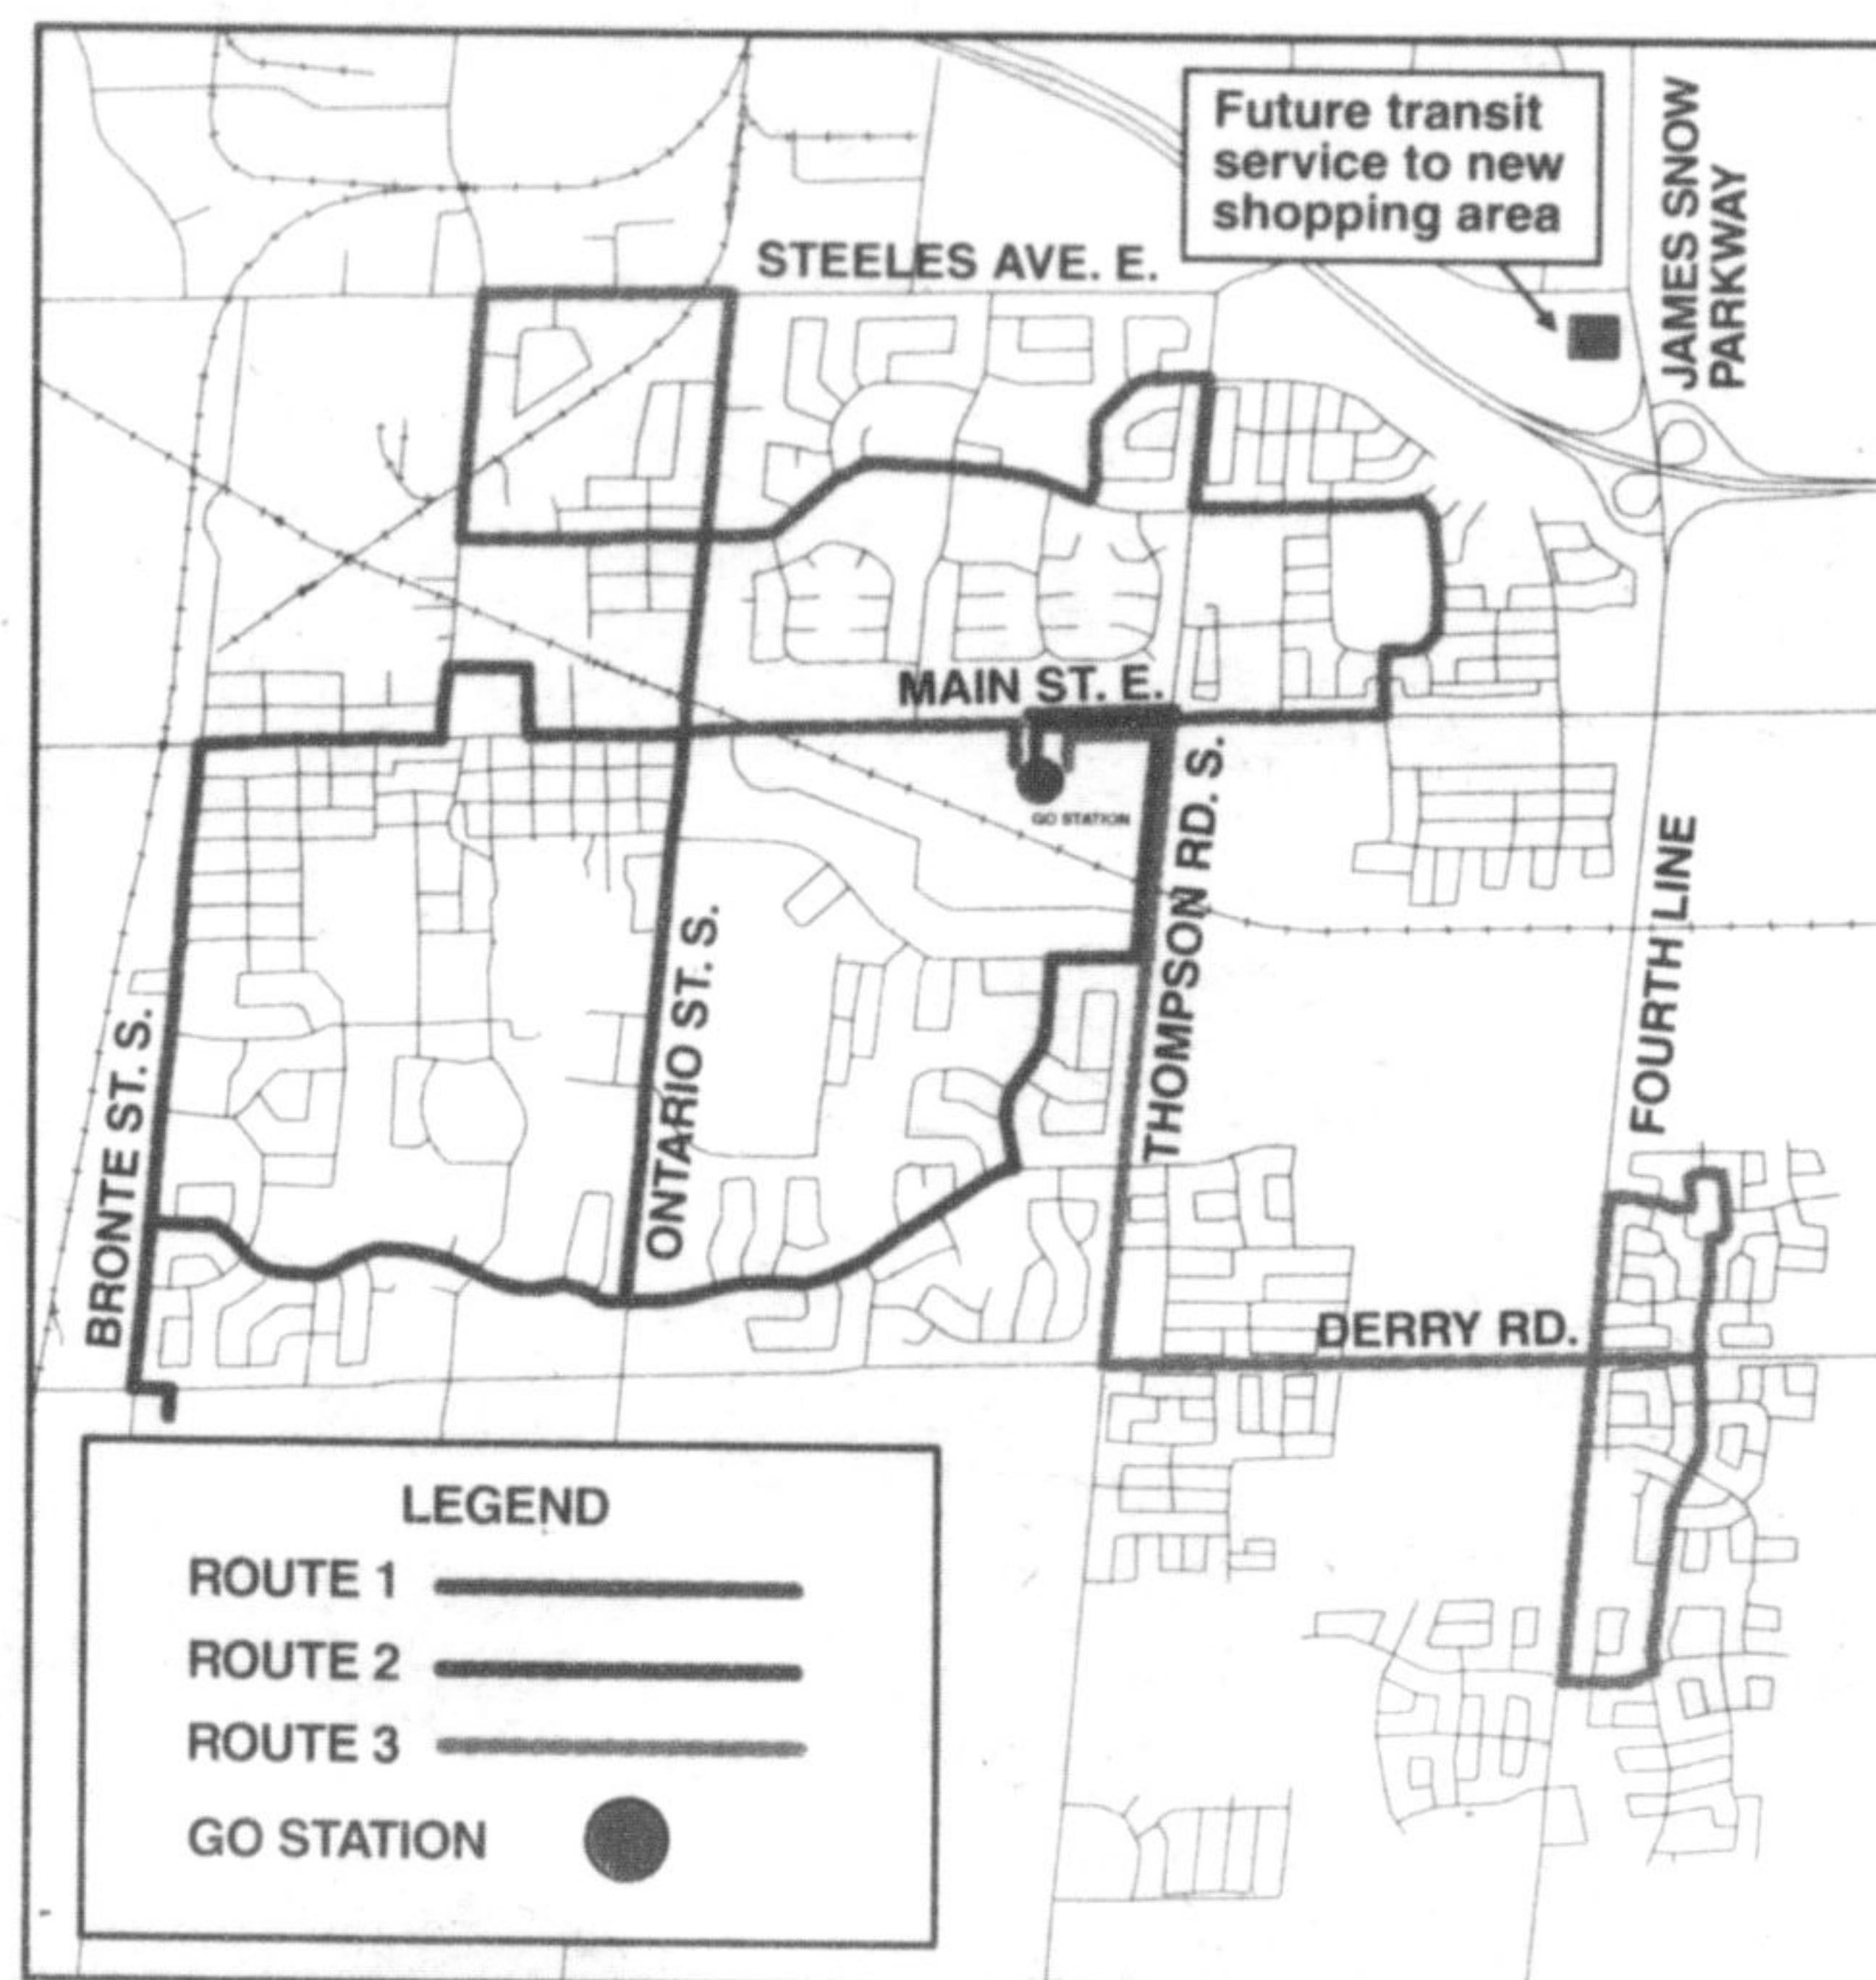 Future transit
service to new
shopping area
JAMES SNOW
PARKWAY
STEELES AVE. E.
MAIN ST. E.
GO STATION
THOMPSON RD. S.
FOURTH LINE
ONTARIO ST. S.
BRONTE ST. S.
DERRY RD.
LEGEND
ROUTE 1
ROUTE 2
ROUTE 3
GO STATION